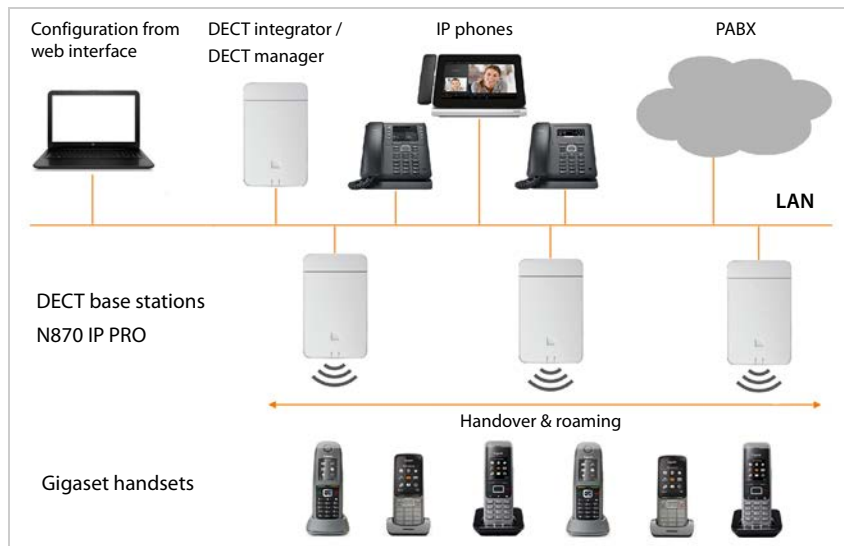 Configuration from
web interface
DECT integrator /
DECT manager
IP phones
PABX
LAN
DECT base stations
N870 IP PRO
Handover & roaming
Gigaset handsets